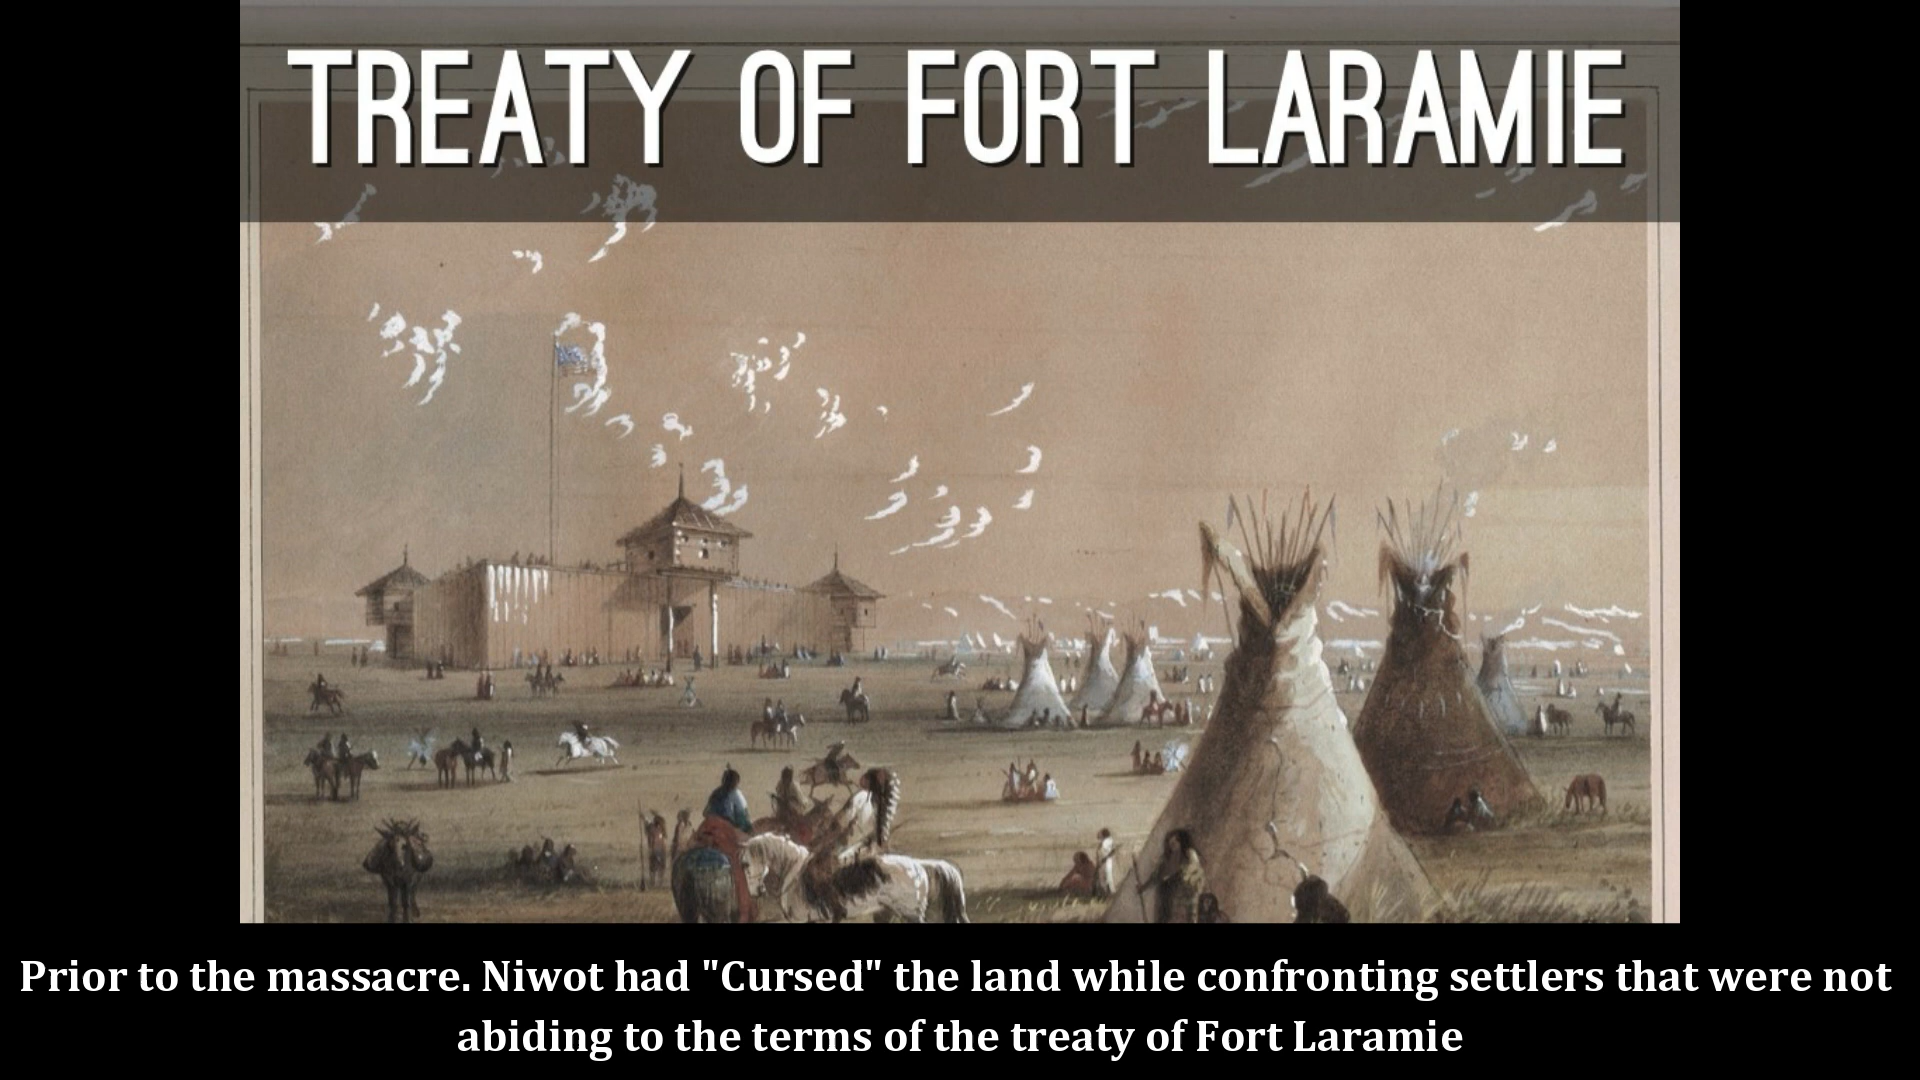 TREATY OF FORT LARAMIE
Prior to the massacre. Niwot had "Cursed" the land while confronting settlers that were not
abiding to the terms of the treaty of Fort Laramie